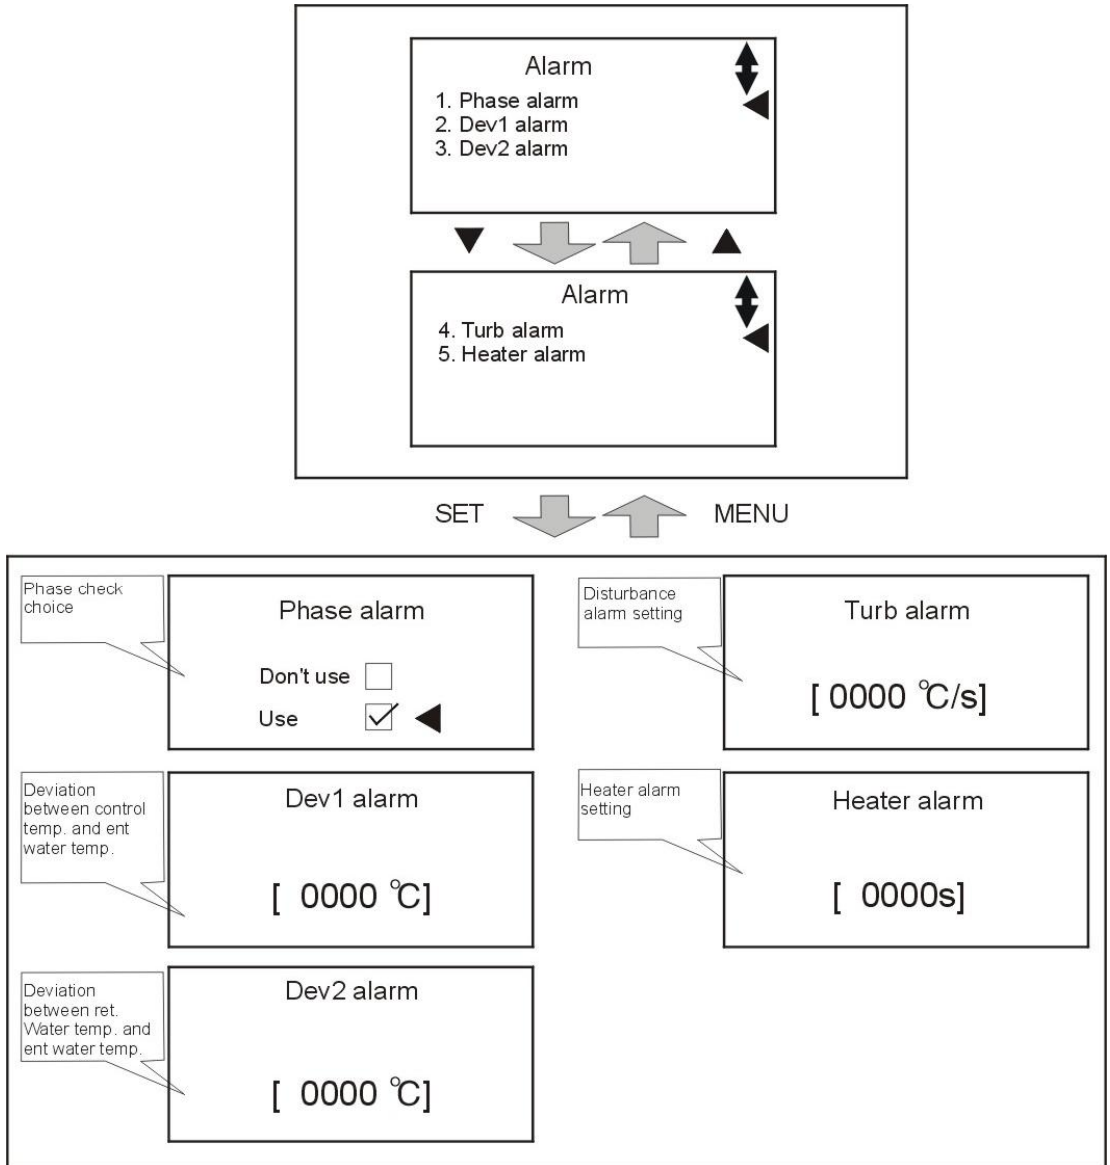 Alarm
1. Phase alarm
2. Dev1 alarm
3. Dev2 alarm
Alarm
4. Turb alarm
5. Heater alarm
SET
MENU
Phase check
choice
Phase alarm
Don't use
Use
Deviation
between control
temp. and ent
water temp.
Dev1 alarm
[ 0000 ℃]
Deviation
between ret.
Water temp. and
ent water temp.
Dev2 alarm
[ 0000 ℃]
Disturbance
alarm setting
Turb alarm
[ 0000 ℃/s]
Heater alarm
setting
Heater alarm
[ 0000s]